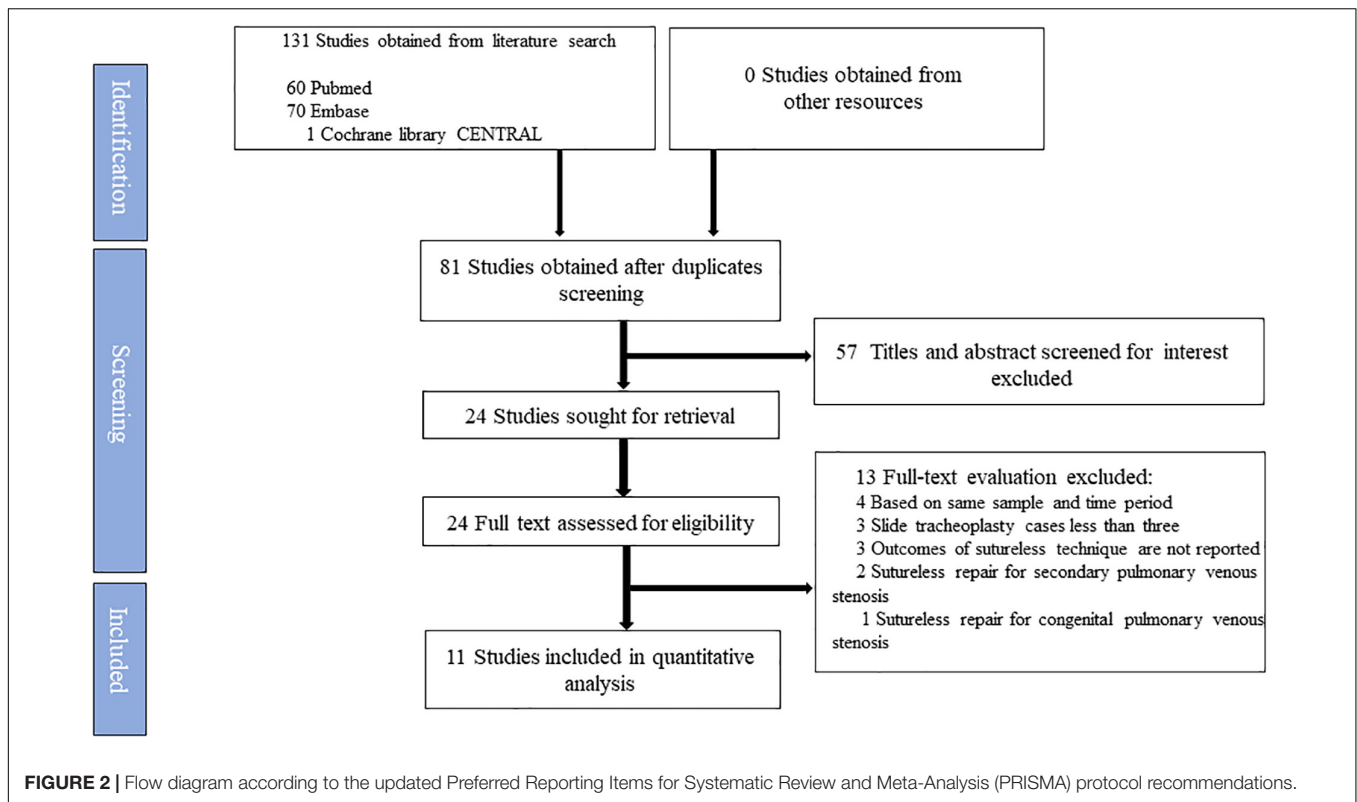 131 Studies obtained from literature search
60 Pubmed
70 Embase
1 Cochrane library CENTRAL
0 Studies obtained from
other resources
Identification
81 Studies obtained after duplicates
screening
57 Titles and abstract screened for interest
excluded
24 Studies sought for retrieval
Screening
24 Full text assessed for eligibility
13 Full-text evaluation excluded:
4 Based on same sample and time period
3 Slide tracheoplasty cases less than three
3 Outcomes of sutureless technique are not reported
2 Sutureless repair for secondary pulmonary venous
stenosis
1 Sutureless repair for congenital pulmonary venous
stenosis
Included
11 Studies included in quantitative
analysis
FIGURE 2 | Flow diagram according to the updated Preferred Reporting Items for Systematic Review and Meta-Analysis (PRISMA) protocol recommendations.